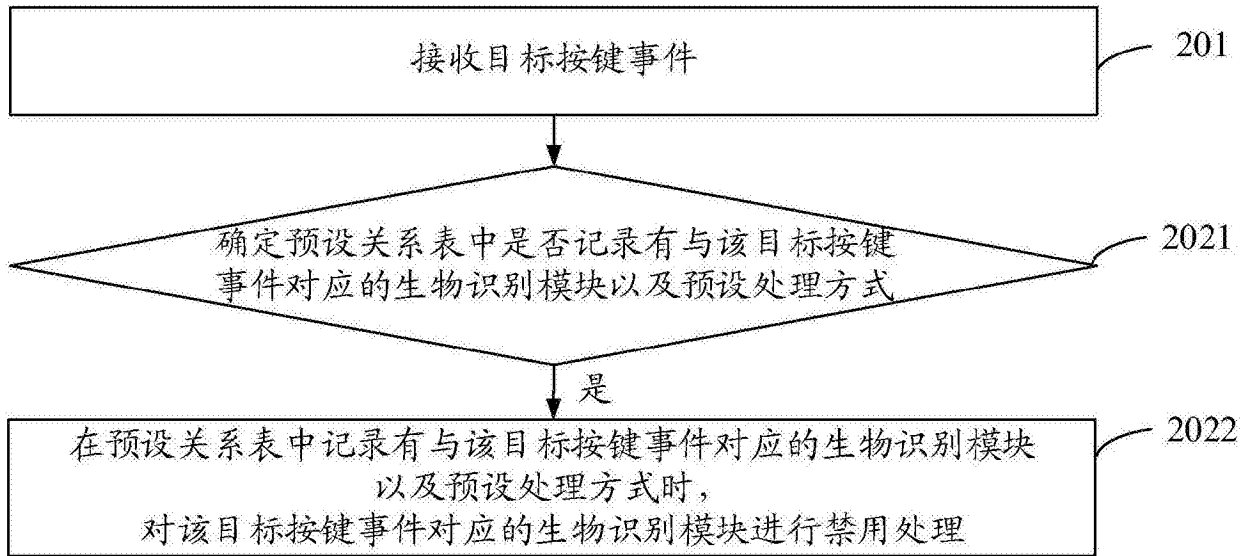 接收目标按键事件
201
确定预设关系表中是否记录有与该目标按键
事件对应的生物识别模块以及预设处理方式
2021
是
在预设关系表中记录有与该目标按键事件对应的生物识别模块
以及预设处理方式时，
对该目标按键事件对应的生物识别模块进行禁用处理
2022